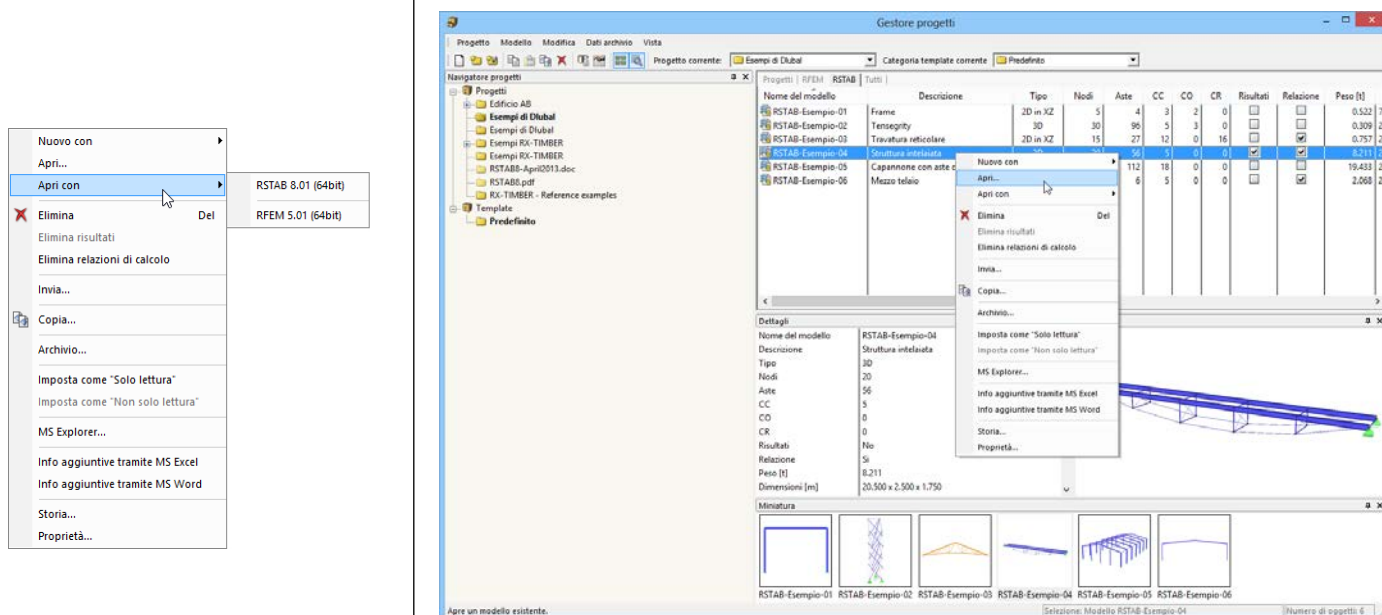 Nuovo con
Apri...
Apri con
RSTAB 8.01 (64bit)
Elimina Del
RFEM 5.01 (64bit)
Elimina risultati
Elimina relazioni di calcolo
Invia...
Copia...
Archivio...
Imposta come "Solo lettura"
Imposta come "Non solo lettura"
MS Explorer...
Info aggiuntive tramite MS Excel
Info aggiuntive tramite MS Word
Storia...
Proprietà...
Gestore progetti
Progetto Modello Modifica Dati archivio Vista
Progetto corrente: Esempi di Dlubal Categoria template corrente Predefinito
Navigatore progetti
Progetti
Edificio AB
Esempi di Dlubal
Esempi di Dlubal
Esempi RX-TIMBER
Esempi RX-TIMBER
RSTAB8-April2013.doc
RSTAB8.pdf
RX-TIMBER - Reference examples
Template
Predefinito
Progetti RFEM RSTAB Tutti
Nome del modello Descrizione Tipo Nodi Aste CC CO CR Risultati Relazione Peso [t]
RSTAB-Esempio-01 Frame 2D in XZ 5 4 3 2 0 0.522
RSTAB-Esempio-02 Tensegrity 3D 30 96 5 3 0 0.309
RSTAB-Esempio-03 Travatura reticolare 2D in XZ 15 27 12 0 16 0.757
RSTAB-Esempio-04 Struttura intelaiata 3D 20 56 5 0 0 8.211
RSTAB-Esempio-05 Capannone con aste 112 18 0 0 19.433
RSTAB-Esempio-06 Mezzo telaio 6 5 0 0 2.068
Nuovo con
Apri...
Apri con
Elimina Del
Elimina risultati
Elimina relazioni di calcolo
Invia...
Copia...
Archivio...
Imposta come "Solo lettura"
Imposta come "Non solo lettura"
MS Explorer...
Info aggiuntive tramite MS Excel
Info aggiuntive tramite MS Word
Storia...
Proprietà...
Dettagli
Nome del modello RSTAB-Esempio-04
Descrizione Struttura intelaiata
Tipo 3D
Nodi 20
Aste 56
CC 5
CO 0
CR 0
Risultati No
Relazione Sì
Peso [t] 8.211
Dimensioni [m] 20.500 x 2.500 x 1.750
Miniatura
RSTAB-Esempio-01 RSTAB-Esempio-02 RSTAB-Esempio-03 RSTAB-Esempio-04 RSTAB-Esempio-05 RSTAB-Esempio-06
Apre un modello esistente. Selezione: Modello RSTAB-Esempio-04 Numero di oggetti: 6